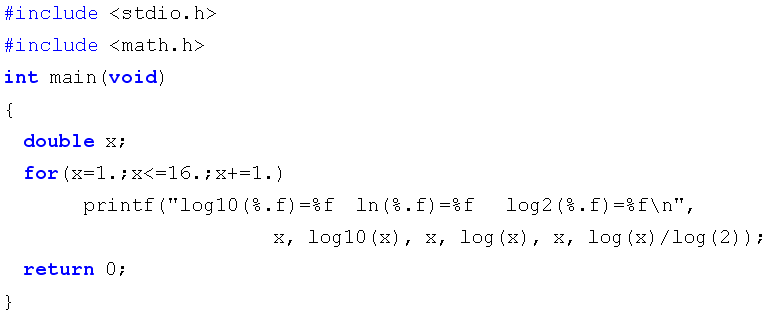 #include <stdio.h>
#include <math.h>
int main(void)
{
  double x;
  for(x=1.;x<=16.;x+=1.)
       printf("log10(%.f)=%f  ln(%.f)=%f   log2(%.f)=%f\n",
                       x, log10(x), x, log(x), x, log(x)/log(2));
  return 0;
}